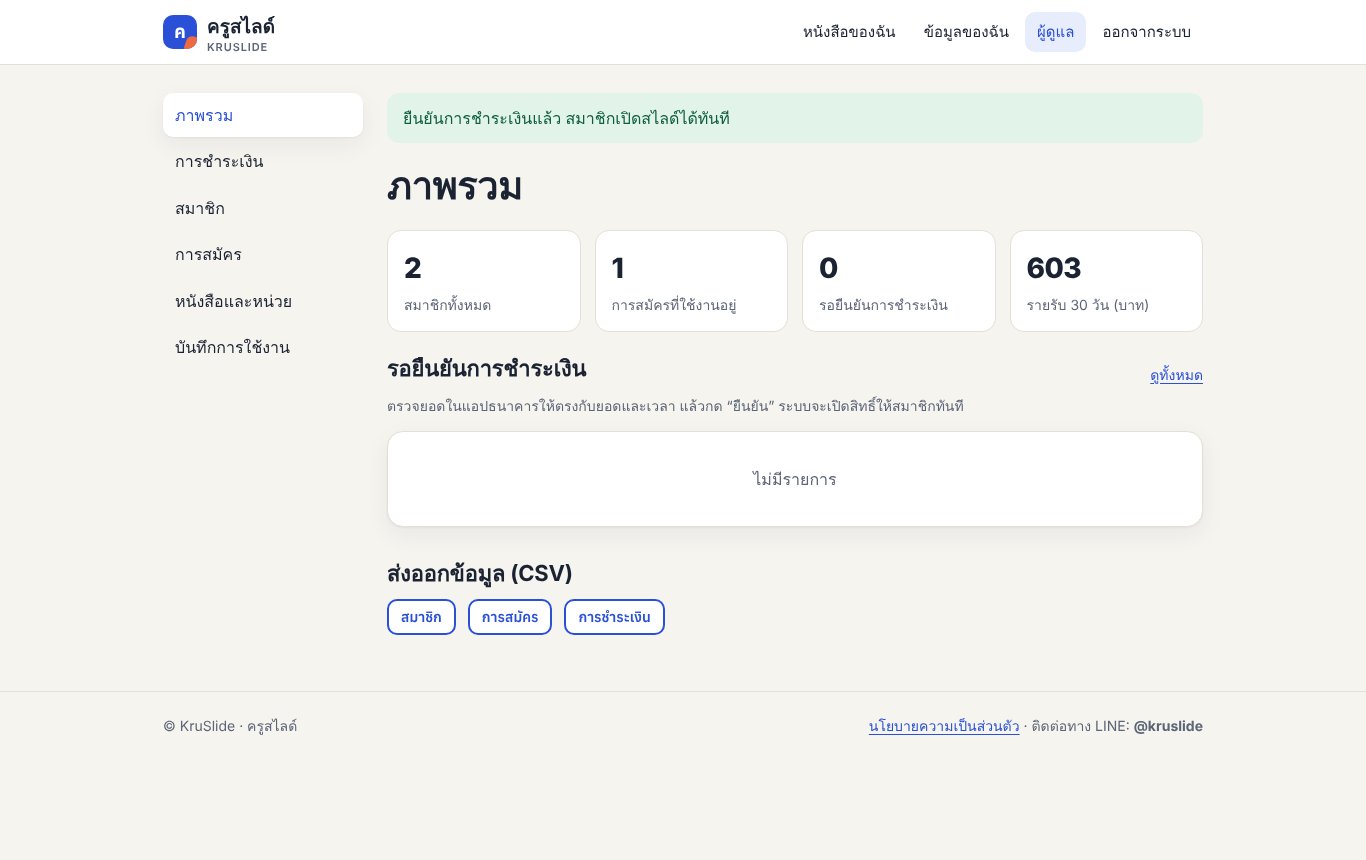 ค
ครูสไลด์
KRUSLIDE
หนังสือของฉัน
ข้อมูลของฉัน
ผู้ดูแล
ออกจากระบบ
ภาพรวม
การชำระเงิน
สมาชิก
การสมัคร
หนังสือและหน่วย
บันทึกการใช้งาน
ยืนยันการชำระเงินแล้ว สมาชิกเปิดสไลด์ได้ทันที
ภาพรวม
2
สมาชิกทั้งหมด
1
การสมัครที่ใช้งานอยู่
0
รอยืนยันการชำระเงิน
603
รายรับ 30 วัน (บาท)
รอยืนยันการชำระเงิน
ดูทั้งหมด
ตรวจยอดในแอปธนาคารให้ตรงกับยอดและเวลา แล้วกด “ยืนยัน” ระบบจะเปิดสิทธิ์ให้สมาชิกทันที
ไม่มีรายการ
ส่งออกข้อมูล (CSV)
สมาชิก
การสมัคร
การชำระเงิน
© KruSlide · ครูสไลด์
นโยบายความเป็นส่วนตัว · ติดต่อทาง LINE: @kruslide